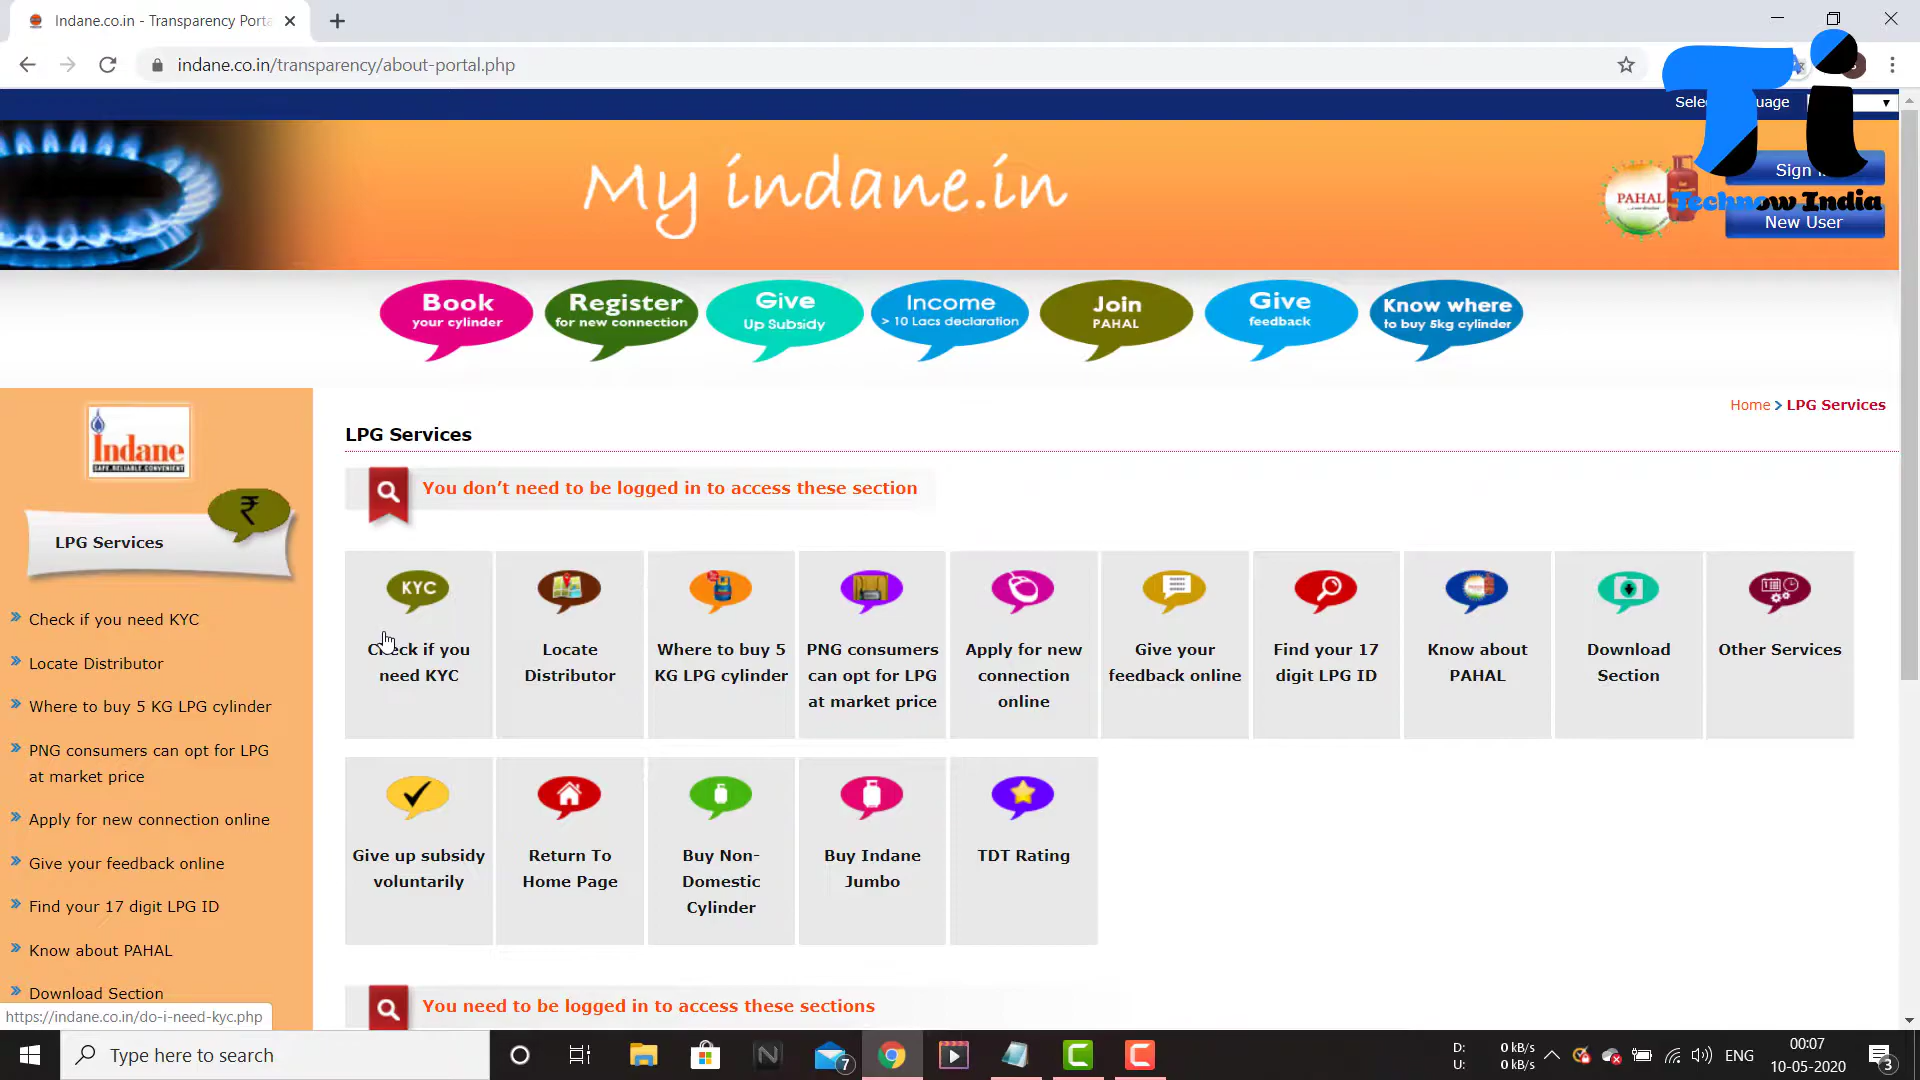 Indane.co.in - Transparency Porta
indane.co.in/transparency/about-portal.php
My indane.in
PAHAL
New User
Ti
Technow India
Book
your cylinder
Register
for new connection
Give
Up Subsidy
Income
> 10 Lacs declaration
Join
PAHAL
Give
feedback
Know where
to buy 5kg cylinder
Home > LPG Services
Indane
SAFE. RELIABLE. CONVENIENT
₹
LPG Services
Check if you need KYC
Locate Distributor
Where to buy 5 KG LPG cylinder
PNG consumers can opt for LPG
at market price
Apply for new connection online
Give your feedback online
Find your 17 digit LPG ID
Know about PAHAL
Download Section
https://indane.co.in/do-i-need-kyc.php
LPG Services
You don't need to be logged in to access these section
KYC
Check if you
need KYC
Locate
Distributor
Where to buy 5
KG LPG cylinder
PNG consumers
can opt for LPG
at market price
Apply for new
connection
online
Give your
feedback online
Find your 17
digit LPG ID
Know about
PAHAL
Download
Section
Other Services
Give up subsidy
voluntarily
Return To
Home Page
Buy Non-
Domestic
Cylinder
Buy Indane
Jumbo
TDT Rating
You need to be logged in to access these sections
Type here to search
7
D: 0 kB/s
U: 0 kB/s
ENG
00:07
10-05-2020
3